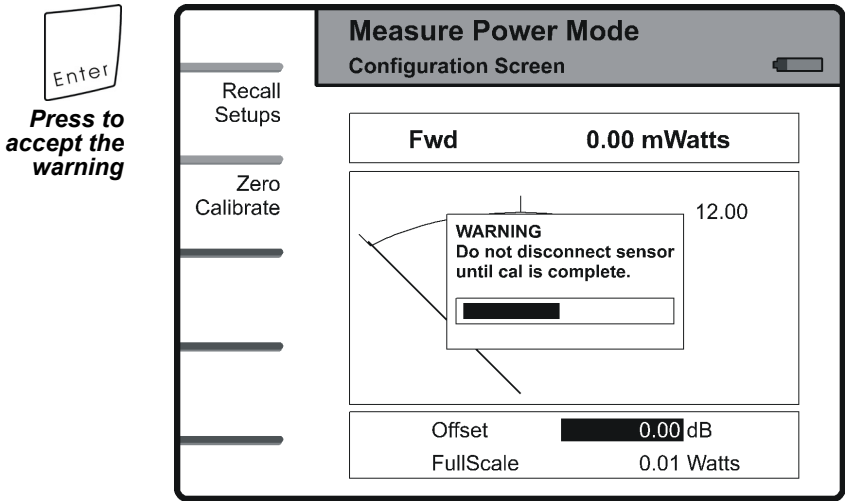 Enter
Press to
accept the
warning
Measure Power Mode
Configuration Screen
Recall
Setups
Zero
Calibrate
Fwd 0.00 mWatts
12.00
WARNING
Do not disconnect sensor
until cal is complete.
Offset 0.00 dB
FullScale 0.01 Watts